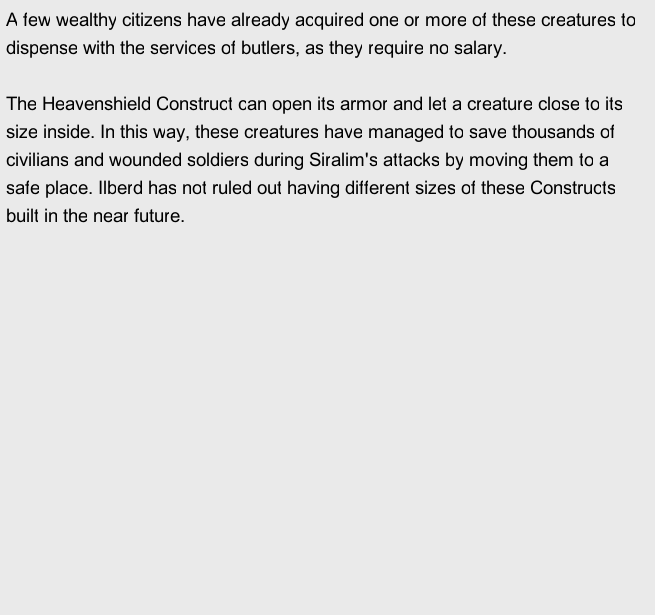 A few wealthy citizens have already acquired one or more of these creatures to
dispense with the services of butlers, as they require no salary.
The Heavenshield Construct can open its armor and let a creature close to its
size inside. In this way, these creatures have managed to save thousands of
civilians and wounded soldiers during Siralim's attacks by moving them to a
safe place. Ilberd has not ruled out having different sizes of these Constructs
built in the near future.